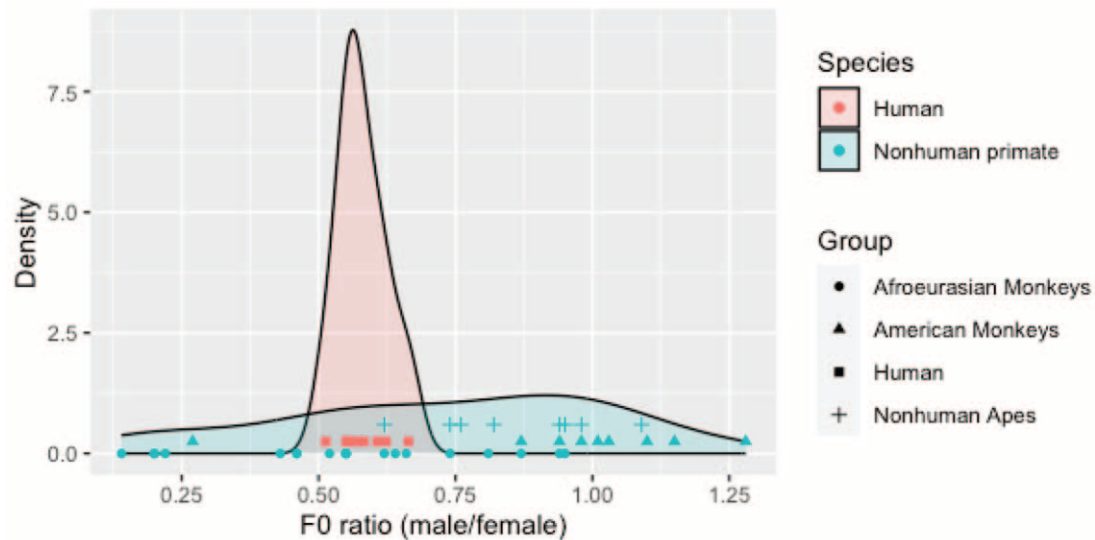 Density
7.5
5.0
2.5
0.0
0.25
0.50
0.75
1.00
1.25
F0 ratio (male/female)
Species
Human
Nonhuman primate
Group
Afroeurasian Monkeys
American Monkeys
Human
Nonhuman Apes